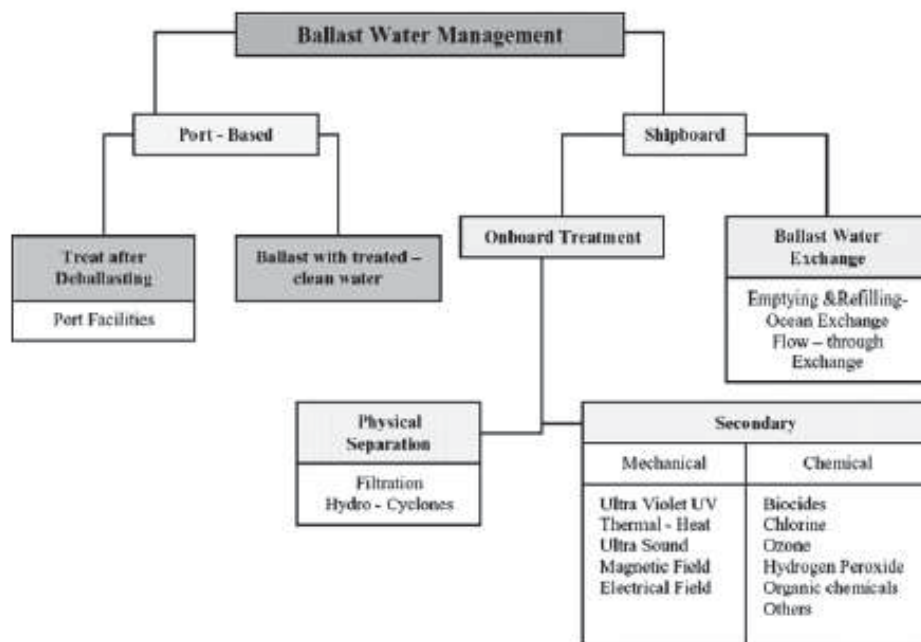 Ballast Water Management
Port - Based
Shipboard
Treat after
Deballasting
Port Facilities
Ballast with treated –
clean water
Onboard Treatment
Ballast Water
Exchange
Emptying &Refilling-
Ocean Exchange
Flow – through
Exchange
Physical
Separation
Filtration
Hydro - Cyclones
Secondary
Mechanical
Ultra Violet UV
Thermal - Heat
Ultra Sound
Magnetic Field
Electrical Field
Chemical
Biocides
Chlorine
Ozone
Hydrogen Peroxide
Organic chemicals
Others